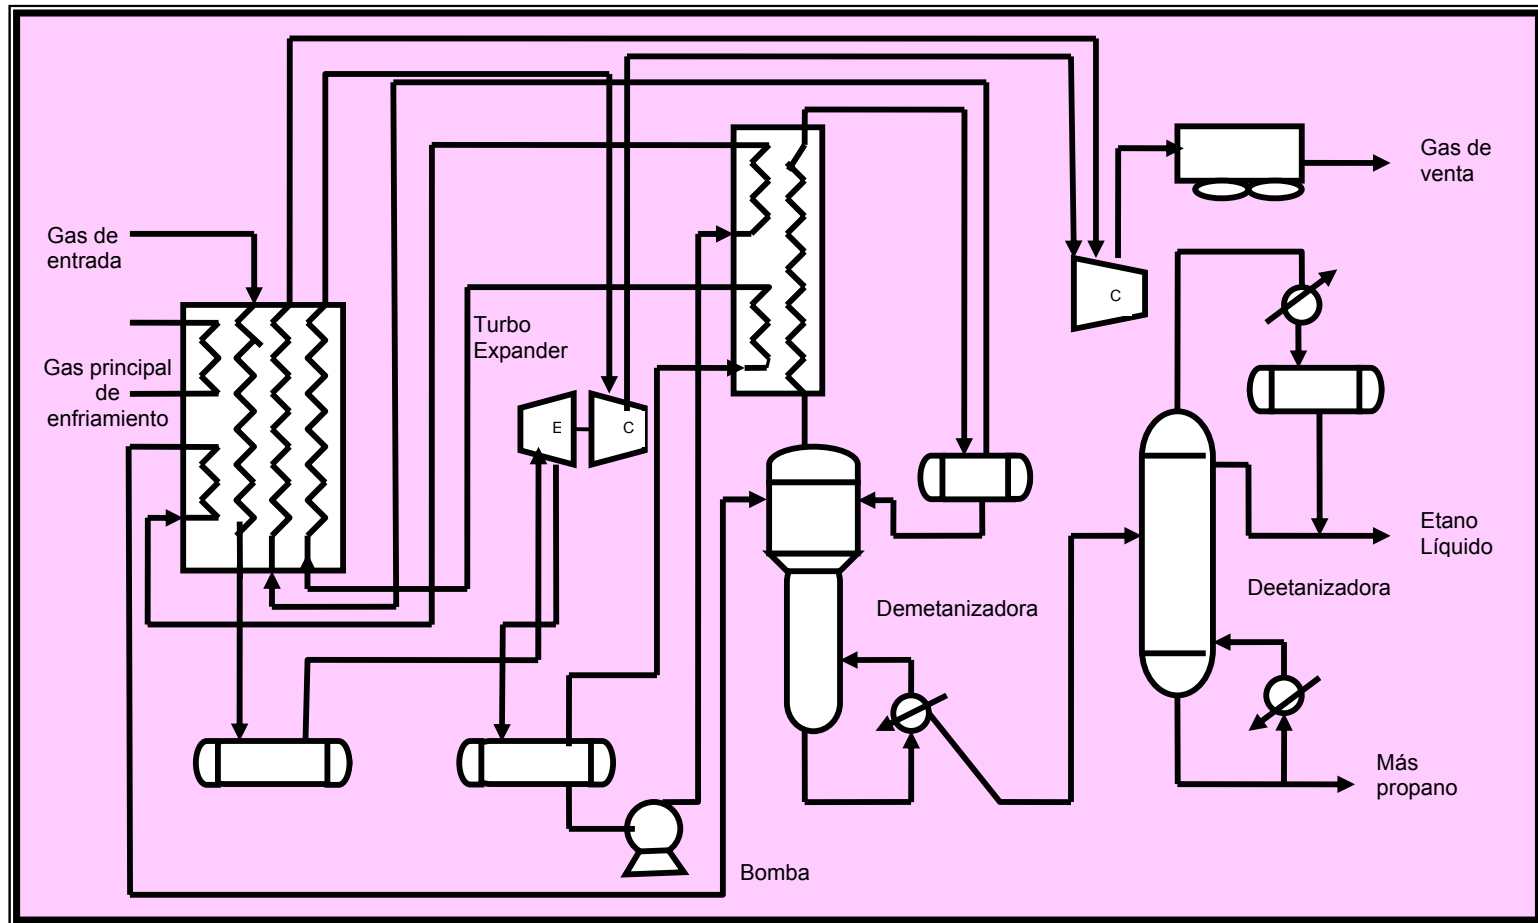 Gas de
venta
Gas de
entrada
C
Turbo
Expander
Gas principal
de
enfriamiento
E
C
Etano
Líquido
Deetanizadora
Demetanizadora
Más
propano
Bomba